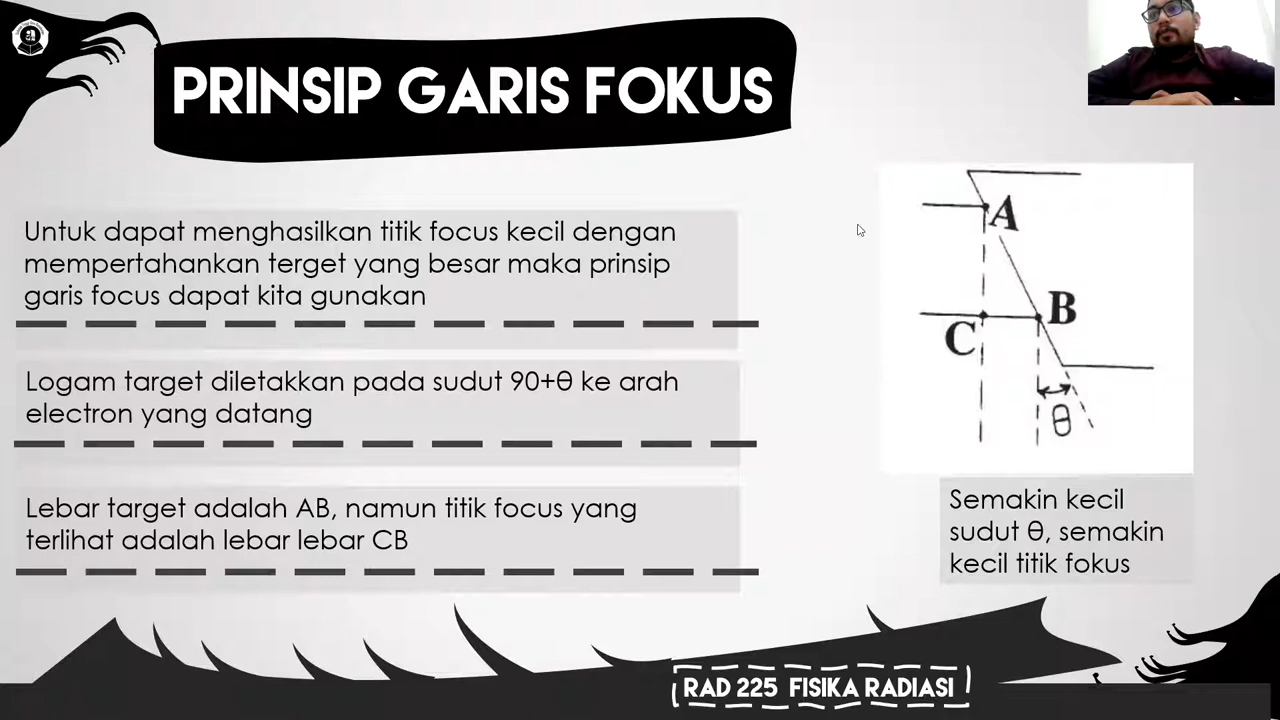 PRINSIP GARIS FOKUS
Untuk dapat menghasilkan titik focus kecil dengan
mempertahankan terget yang besar maka prinsip
garis focus dapat kita gunakan
Logam target diletakkan pada sudut 90+θ ke arah
electron yang datang
Lebar target adalah AB, namun titik focus yang
terlihat adalah lebar lebar CB
A
B
C
θ
Semakin kecil
sudut θ, semakin
kecil titik fokus
RAD 225 FISIKA RADIASI